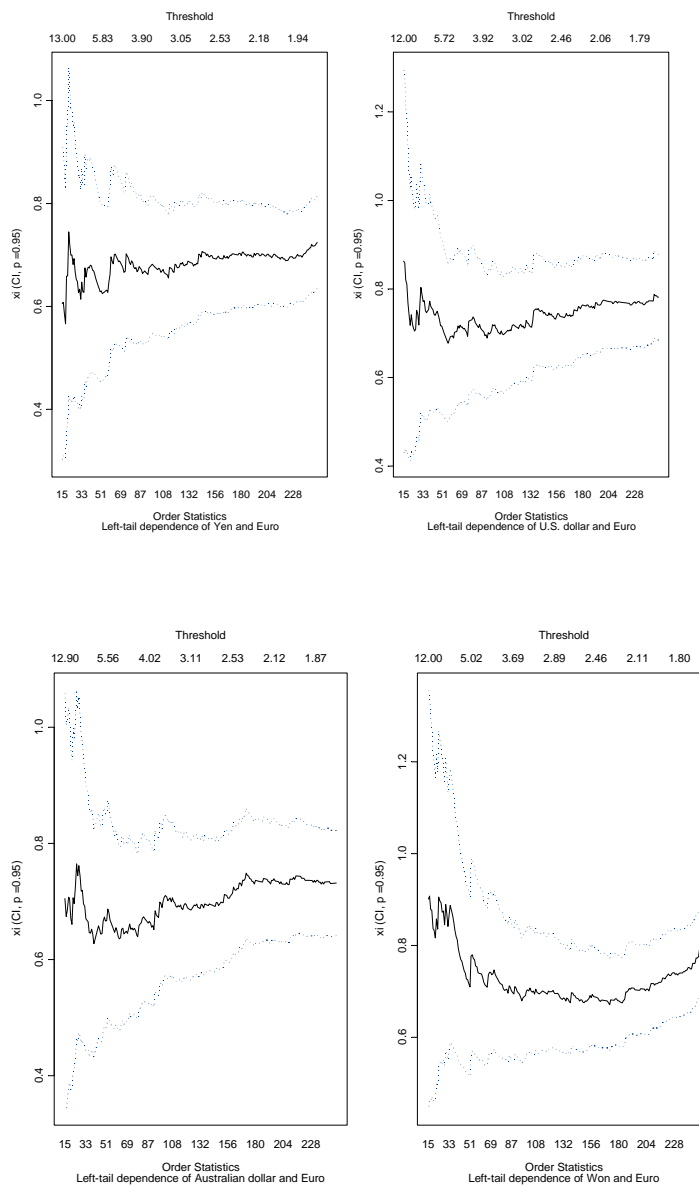 Threshold
13.00 5.83 3.90 3.05 2.53 2.18 1.94
xi (CI, p =0.95)
1.0
0.8
0.6
0.4
15 33 51 69 87 108 132 156 180 204 228
Order Statistics
Left-tail dependence of Yen and Euro
Threshold
12.00 5.72 3.92 3.02 2.46 2.06 1.79
xi (CI, p =0.95)
1.2
1.0
0.8
0.6
0.4
15 33 51 69 87 108 132 156 180 204 228
Order Statistics
Left-tail dependence of U.S. dollar and Euro
Threshold
12.90 5.56 4.02 3.11 2.53 2.12 1.87
xi (CI, p =0.95)
1.0
0.8
0.6
0.4
15 33 51 69 87 108 132 156 180 204 228
Order Statistics
Left-tail dependence of Australian dollar and Euro
Threshold
12.00 5.02 3.69 2.89 2.46 2.11 1.80
xi (CI, p =0.95)
1.2
1.0
0.8
0.6
15 33 51 69 87 108 132 156 180 204 228
Order Statistics
Left-tail dependence of Won and Euro